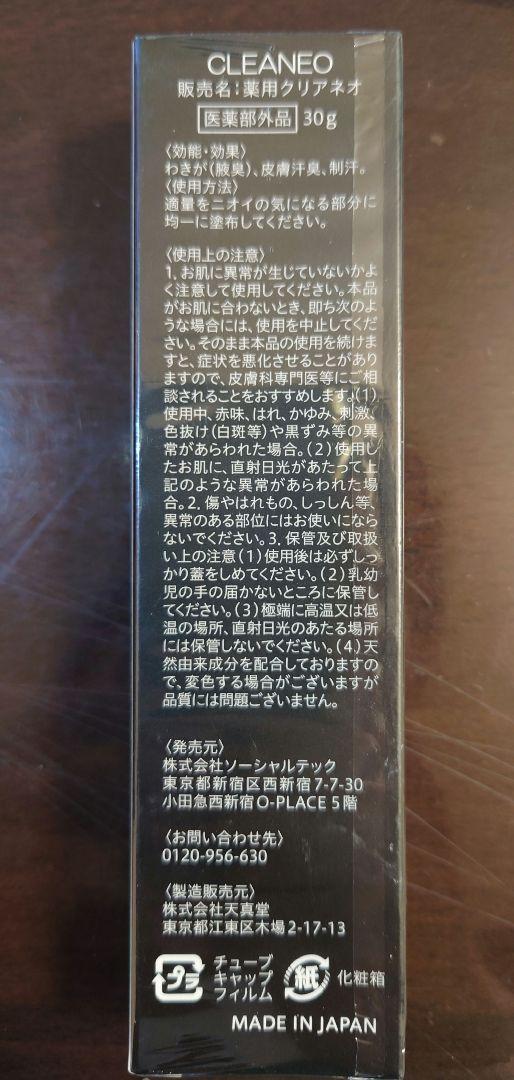 CLEANEO
販売名：薬用クリアネオ
医薬部外品 30g
〈効能・効果〉
わきが（腋臭）、皮膚汗臭、制汗。
〈使用方法〉
適量をニオイの気になる部分に
均一に塗布してください。
〈使用上の注意〉
1．お肌に異常が生じていないかよ
く注意して使用してください。本品
がお肌に合わないとき、即ち次のよ
うな場合には、使用を中止してくだ
さい。そのまま本品の使用を続けま
すと、症状を悪化させることがあり
ますので、皮膚科専門医等にご相
談されることをおすすめします。（1）
使用中、赤味、はれ、かゆみ、刺激、
色抜け（白斑等）や黒ずみ等の異
常があらわれた場合。（2）使用し
たお肌に、直射日光があたって上
記のような異常があらわれた場
合。2．傷やはれもの、しっしん等、
異常のある部位にはお使いになら
ないでください。3．保管及び取扱
い上の注意（1）使用後は必ずしっ
かり蓋をしめてください。（2）乳幼
児の手の届かないところに保管し
てください。（3）極端に高温又は低
温の場所、直射日光のあたる場所
には保管しないでください。（4）天
然由来成分を配合しておりますの
で、変色する場合がございますが
品質には問題ございません。
〈発売元〉
株式会社ソーシャルテック
東京都新宿区西新宿7-7-30
小田急西新宿O-PLACE 5階
〈お問い合わせ先〉
0120-956-630
〈製造販売元〉
株式会社天真堂
東京都江東区木場2-17-13
プラ チューブ
キャップ
フィルム
紙 化粧箱
MADE IN JAPAN